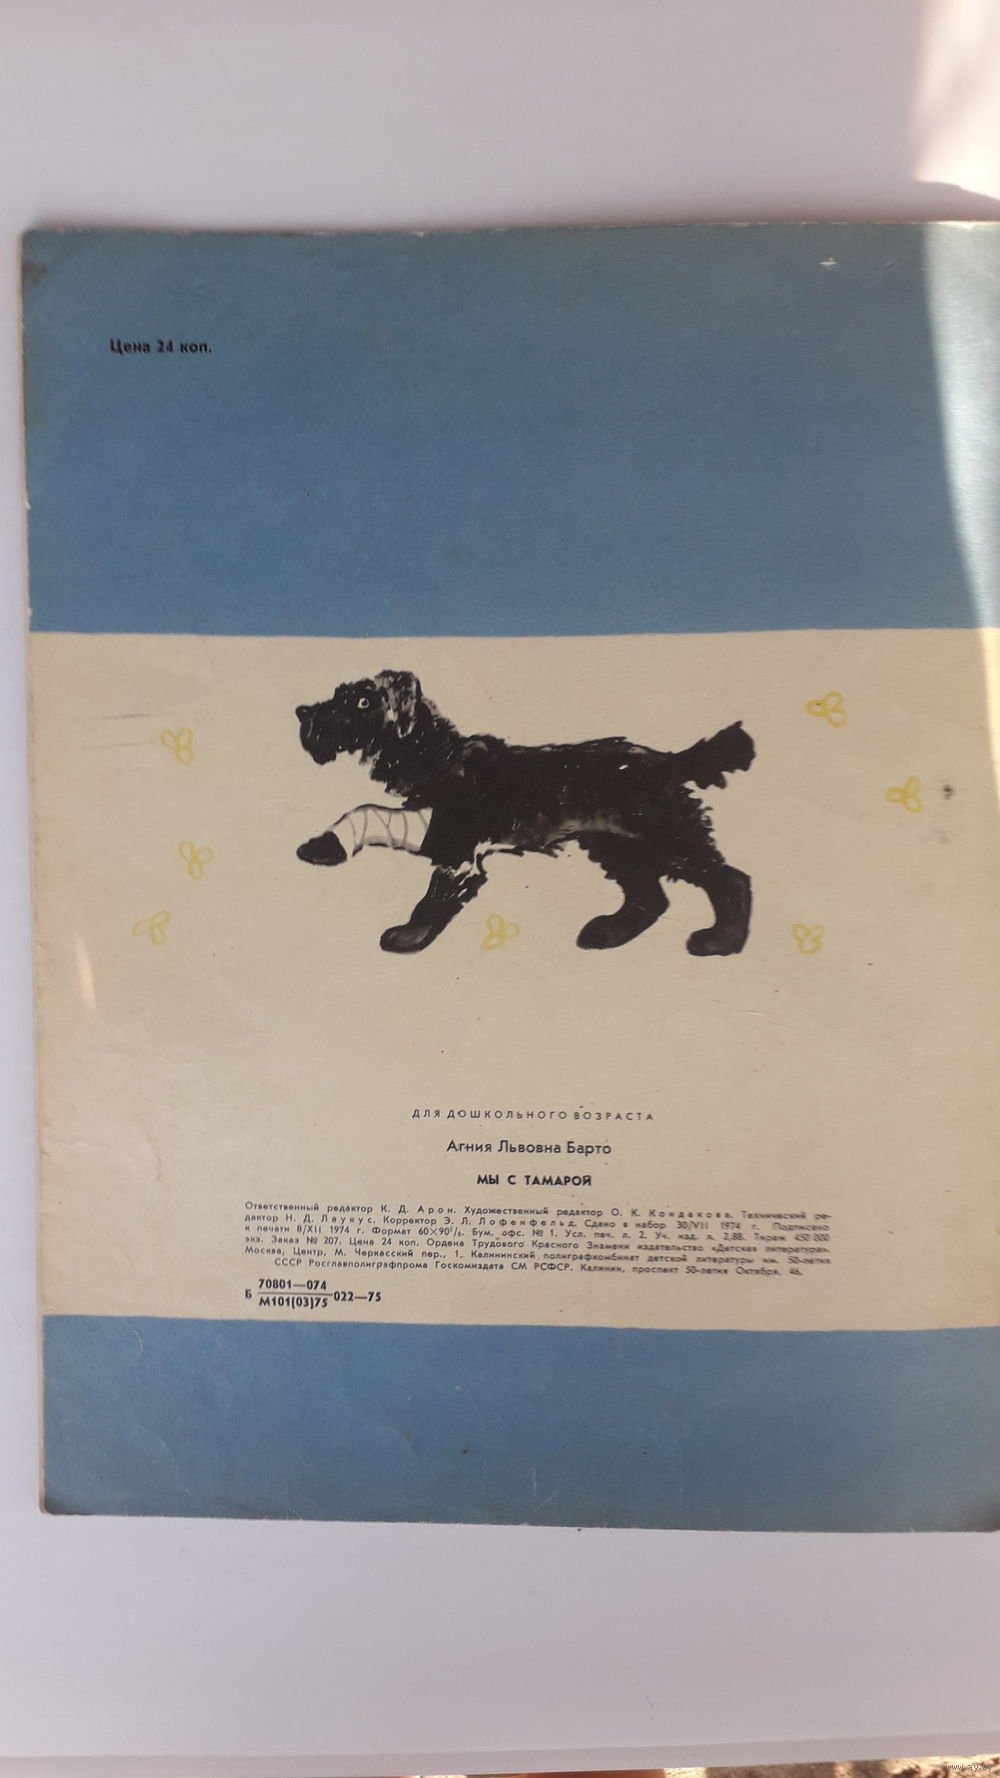 Цена 24 коп.
ДЛЯ ДОШКОЛЬНОГО ВОЗРАСТА
Агния Львовна Барто
МЫ С ТАМАРОЙ
Ответственный редактор К. Д. Арон. Художественный редактор О. К. Кондакова. Технический ре-
дактор Н. Д. Лаукус. Корректор Э. Л. Лофенфельд. Сдано в набор 30/VII 1974 г. Подписано
к печати 8/XII 1974 г. Формат 60×90¹/₈. Бум. офс. № 1. Усл. печ. л. 2. Уч. изд. л. 2,88. Тираж 450 000
экз. Заказ № 207. Цена 24 коп. Ордена Трудового Красного Знамени издательство «Детская литература».
Москва, Центр, М. Черкасский пер., 1. Калининский полиграфкомбинат детской литературы им. 50-летия
СССР Росглавполиграфпрома Госкомиздата СМ РСФСР. Калинин, проспект 50-летия Октября, 46.
70801—074
Б М101(03)75 022—75